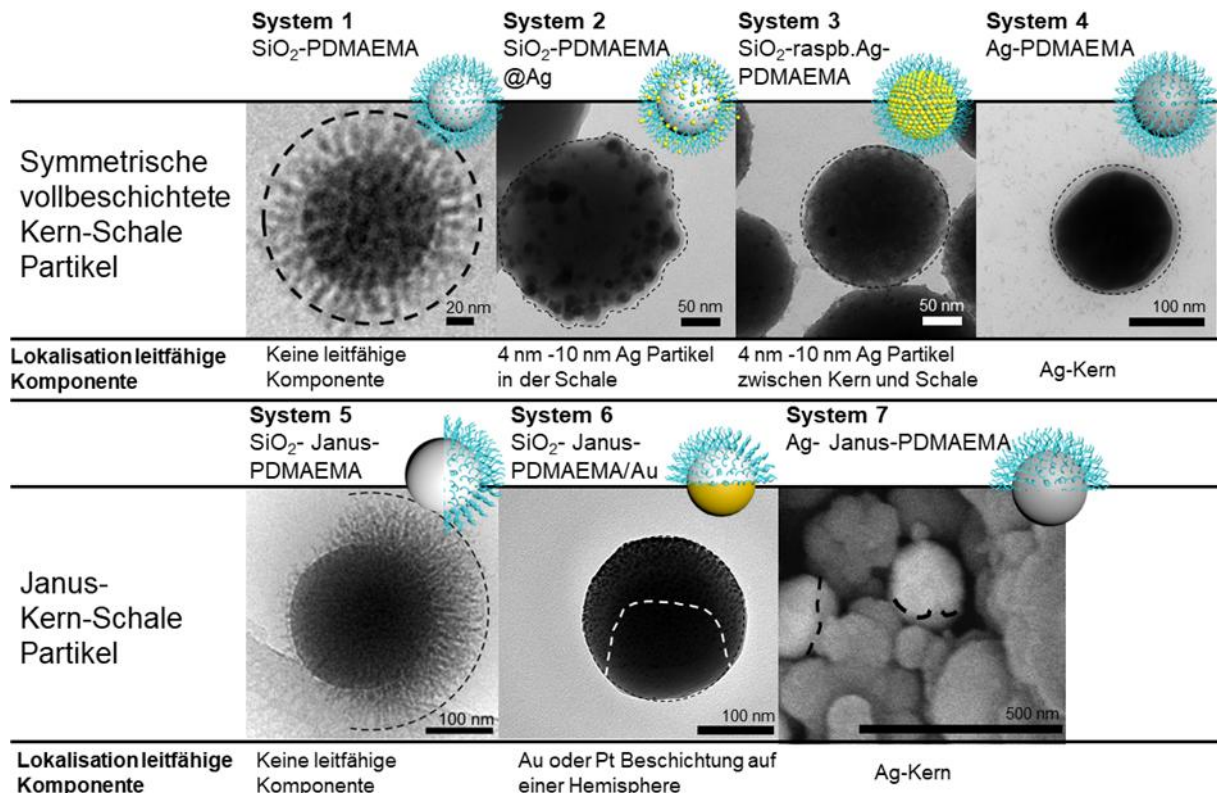 System 1
SiO₂-PDMAEMA
System 2
SiO₂-PDMAEMA
@Ag
System 3
SiO₂-raspb.Ag-
PDMAEMA
System 4
Ag-PDMAEMA
Symmetrische
vollbeschichtete
Kern-Schale
Partikel
20 nm
50 nm
50 nm
100 nm
Lokalisation leitfähige
Komponente
Keine leitfähige
Komponente
4 nm -10 nm Ag Partikel
in der Schale
4 nm -10 nm Ag Partikel
zwischen Kern und Schale
Ag-Kern
System 5
SiO₂- Janus-
PDMAEMA
System 6
SiO₂- Janus-
PDMAEMA/Au
System 7
Ag- Janus-PDMAEMA
Janus-
Kern-Schale
Partikel
100 nm
100 nm
500 nm
Lokalisation leitfähige
Komponente
Keine leitfähige
Komponente
Au oder Pt Beschichtung auf
einer Hemisphere
Ag-Kern